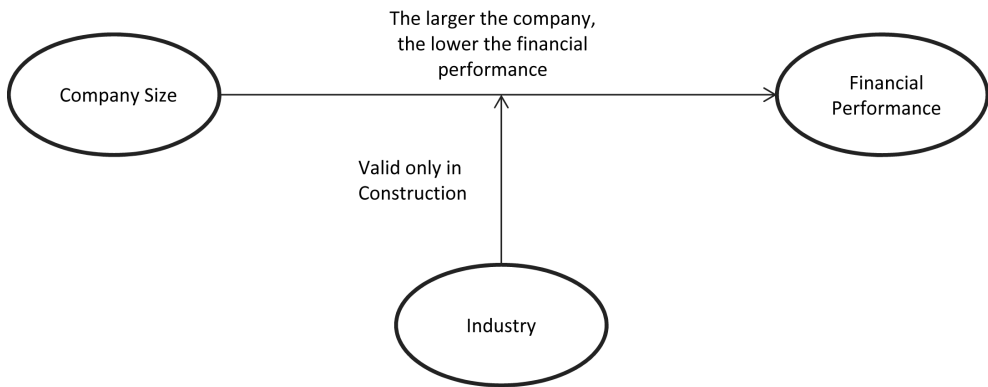 The larger the company,
the lower the financial
performance
Company Size
Financial
Performance
Valid only in
Construction
Industry